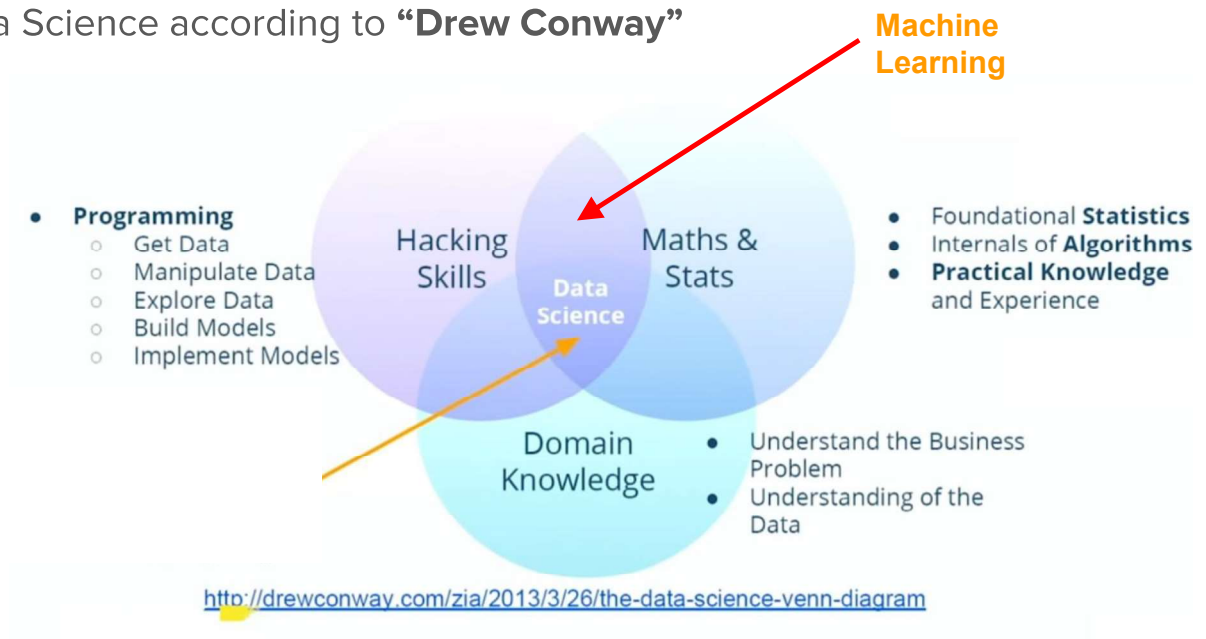 a Science according to “Drew Conway”
Machine
Learning
● Programming
○ Get Data
○ Manipulate Data
○ Explore Data
○ Build Models
○ Implement Models
Hacking
Skills
Maths &
Stats
Data
Science
● Foundational Statistics
● Internals of Algorithms
● Practical Knowledge
and Experience
Domain
Knowledge
● Understand the Business
Problem
● Understanding of the
Data
http://drewconway.com/zia/2013/3/26/the-data-science-venn-diagram